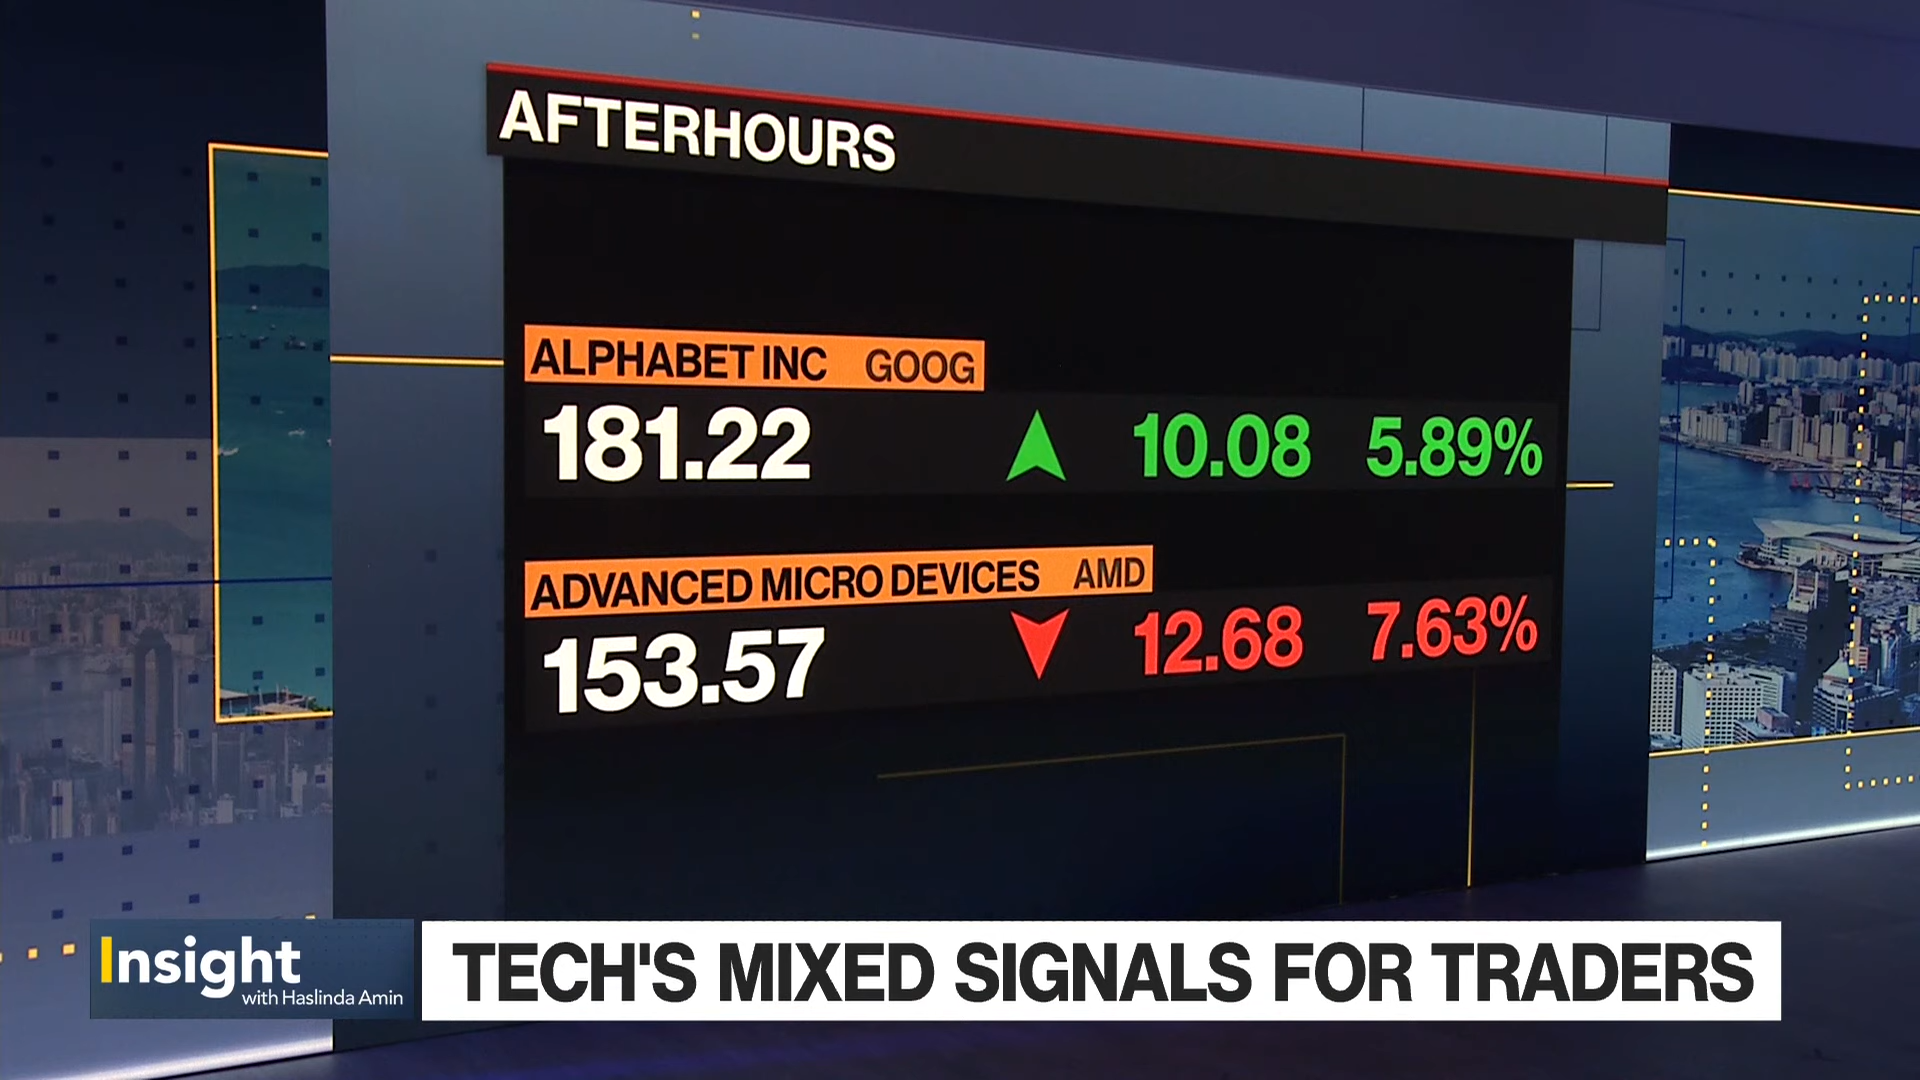 AFTERHOURS
ALPHABET INC GOOG
181.22 ▲ 10.08 5.89%
ADVANCED MICRO DEVICES AMD
153.57 ▼ 12.68 7.63%
Insight
with Haslinda Amin
TECH'S MIXED SIGNALS FOR TRADERS